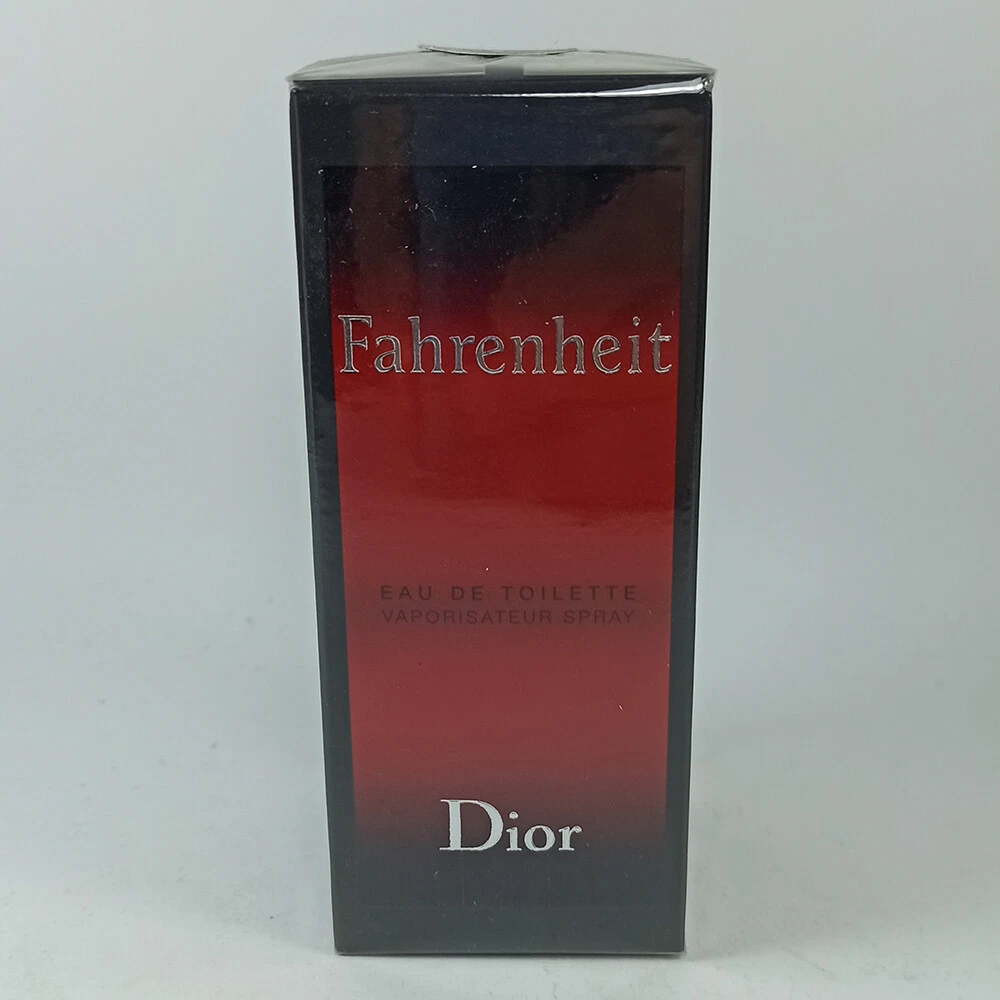 Fahrenheit
EAU DE TOILETTE
VAPORISATEUR SPRAY
Dior